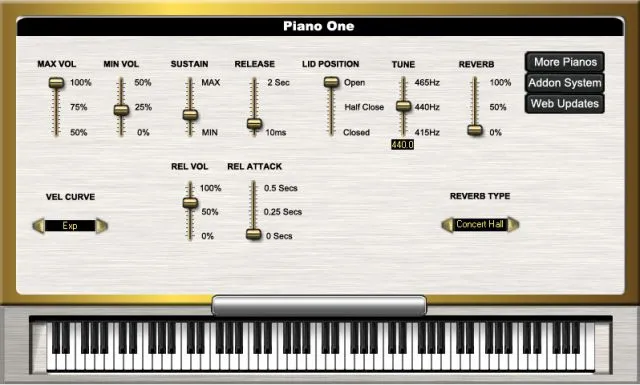 Piano One
MAX VOL MIN VOL SUSTAIN RELEASE LID POSITION TUNE REVERB
100% 50% MAX 2 Sec Open 465Hz 100%
75% 25% Half Close 440Hz 50%
50% 0% MIN 10ms Closed 415Hz 0%
440.0
More Pianos
Addon System
Web Updates
REL VOL REL ATTACK
100% 0.5 Secs
50% 0.25 Secs
0% 0 Secs
VEL CURVE
Exp
REVERB TYPE
Concert Hall